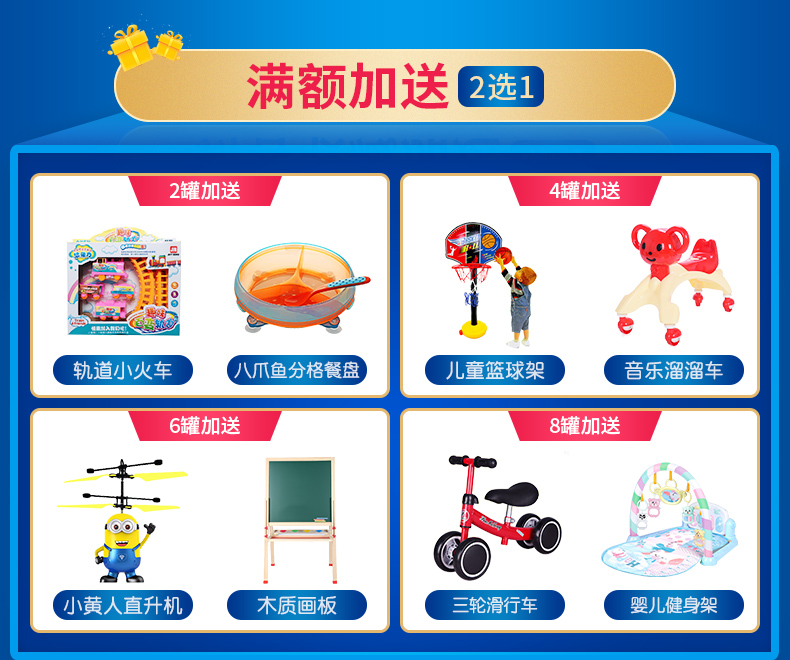 满额加送 2选1
2罐加送
轨道小火车
八爪鱼分格餐盘
4罐加送
儿童篮球架
音乐溜溜车
6罐加送
小黄人直升机
木质画板
8罐加送
三轮滑行车
婴儿健身架